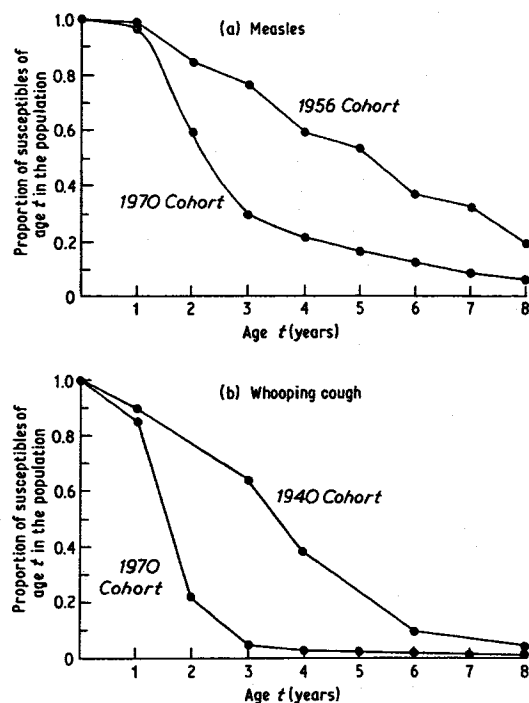 (a) Measles
Proportion of susceptibles of
age t in the population
1.0
0.8
0.6
0.4
0.2
0
1956 Cohort
1970 Cohort
1 2 3 4 5 6 7 8
Age t (years)
(b) Whooping cough
Proportion of susceptibles of
age t in the population
1.0
0.8
0.6
0.4
0.2
0
1940 Cohort
1970
Cohort
1 2 3 4 5 6 7 8
Age t (years)